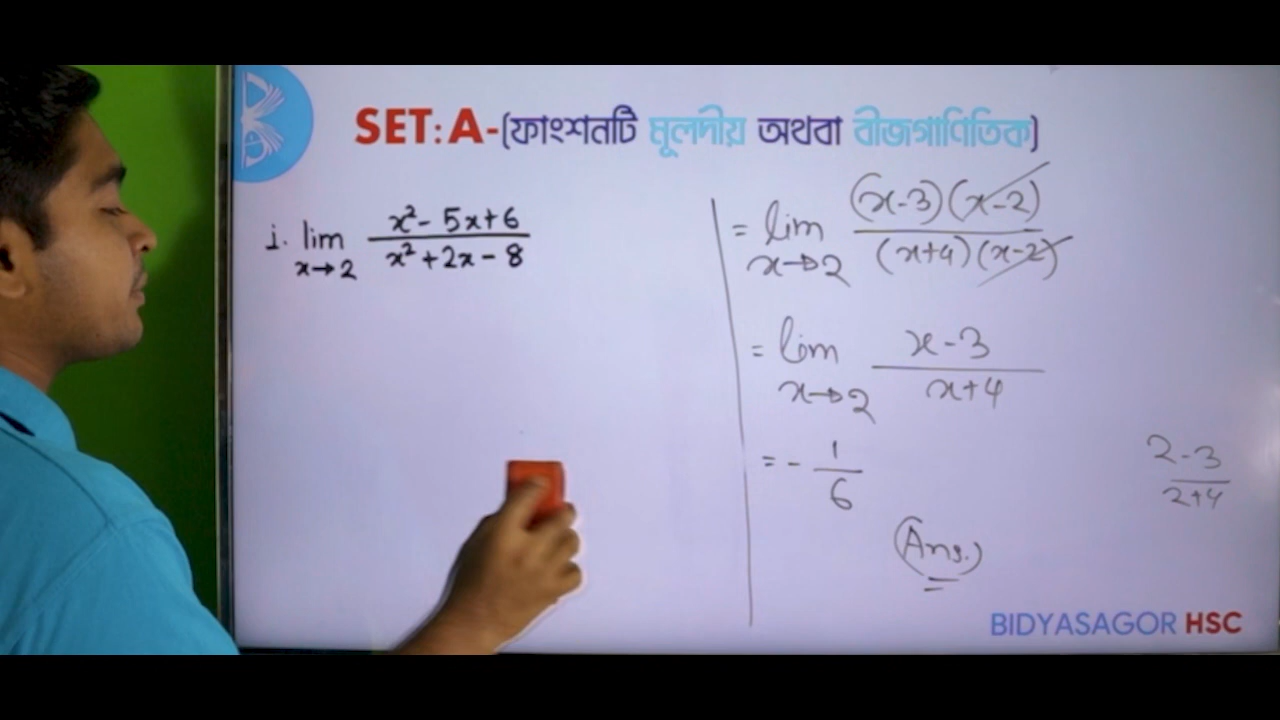 SET: A-(ফাংশনটি মূলদীয় অথবা বীজগাণিতিক)
i. lim x→2 x²- 5x+6 / x²+2x-8
= lim x→2 (x-3)(x-2) / (x+4)(x-2)
= lim x→2 x-3 / x+4
= - 1/6
2-3 / 2+4
(Ans.)
BIDYASAGOR HSC